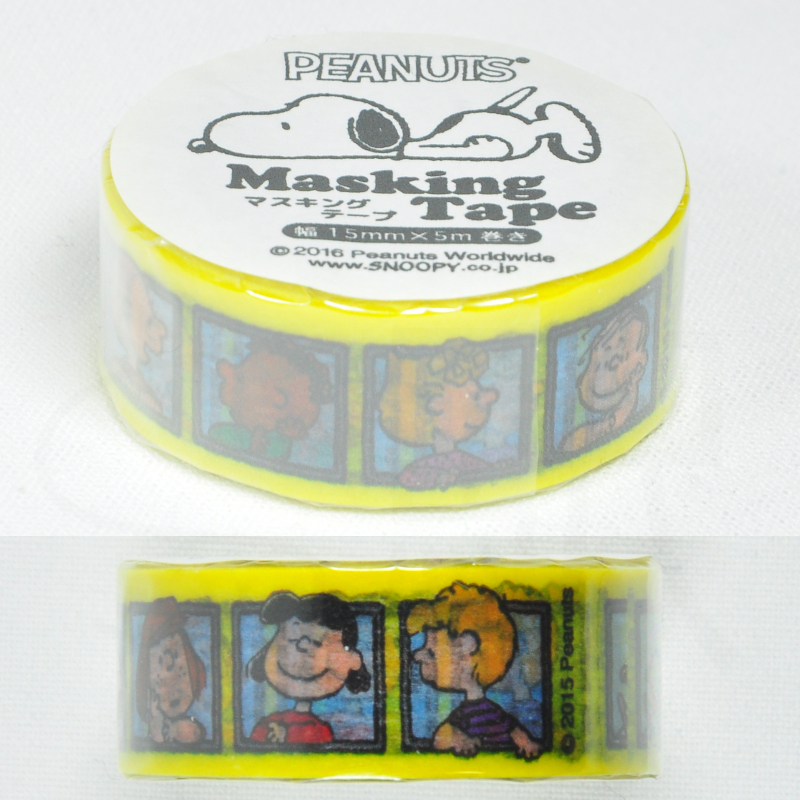 PEANUTS
Masking
マスキング
テープ
Tape
幅 15mm×5m 巻き
© 2016 Peanuts Worldwide
www.SNOOPY.co.jp
© 2015 Peanuts